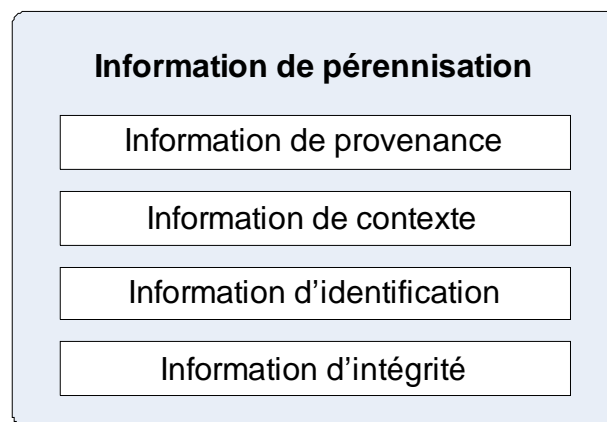 Information de pérennisation
Information de provenance
Information de contexte
Information d’identification
Information d’intégrité